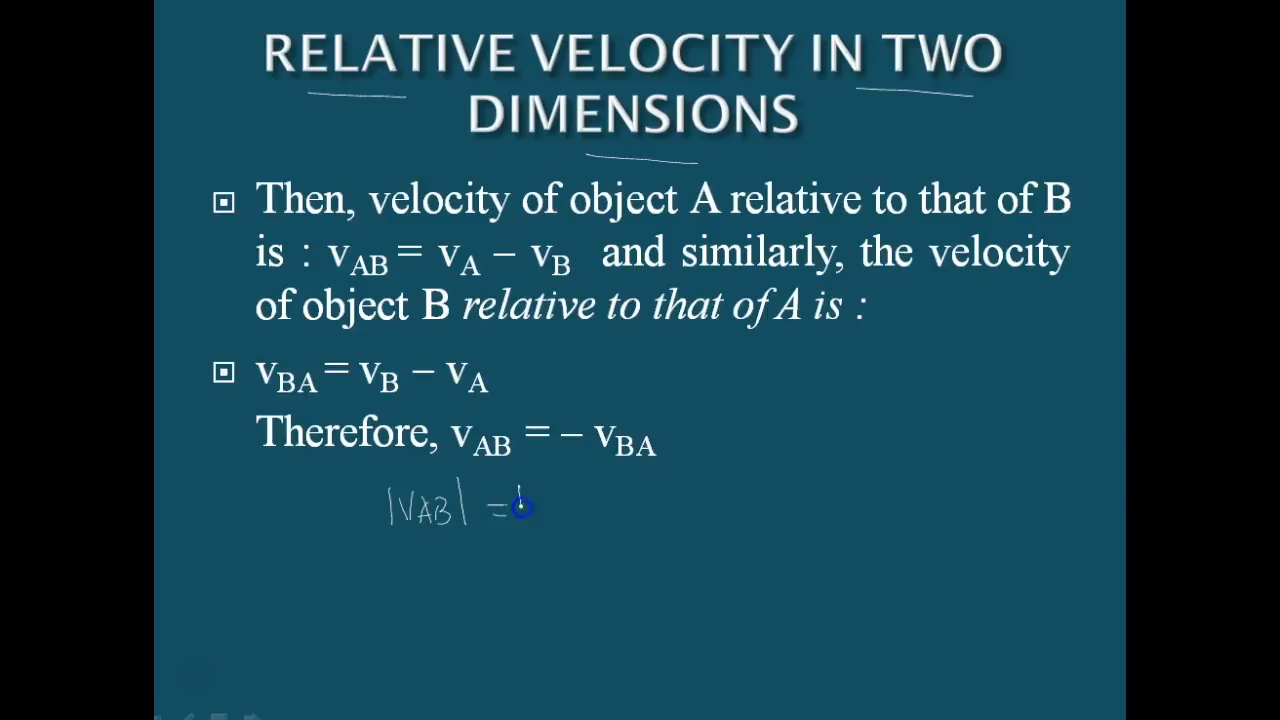 RELATIVE VELOCITY IN TWO
DIMENSIONS
Then, velocity of object A relative to that of B
is : vAB = vA – vB and similarly, the velocity
of object B relative to that of A is :
vBA = vB – vA
Therefore, vAB = – vBA
|VAB| = |